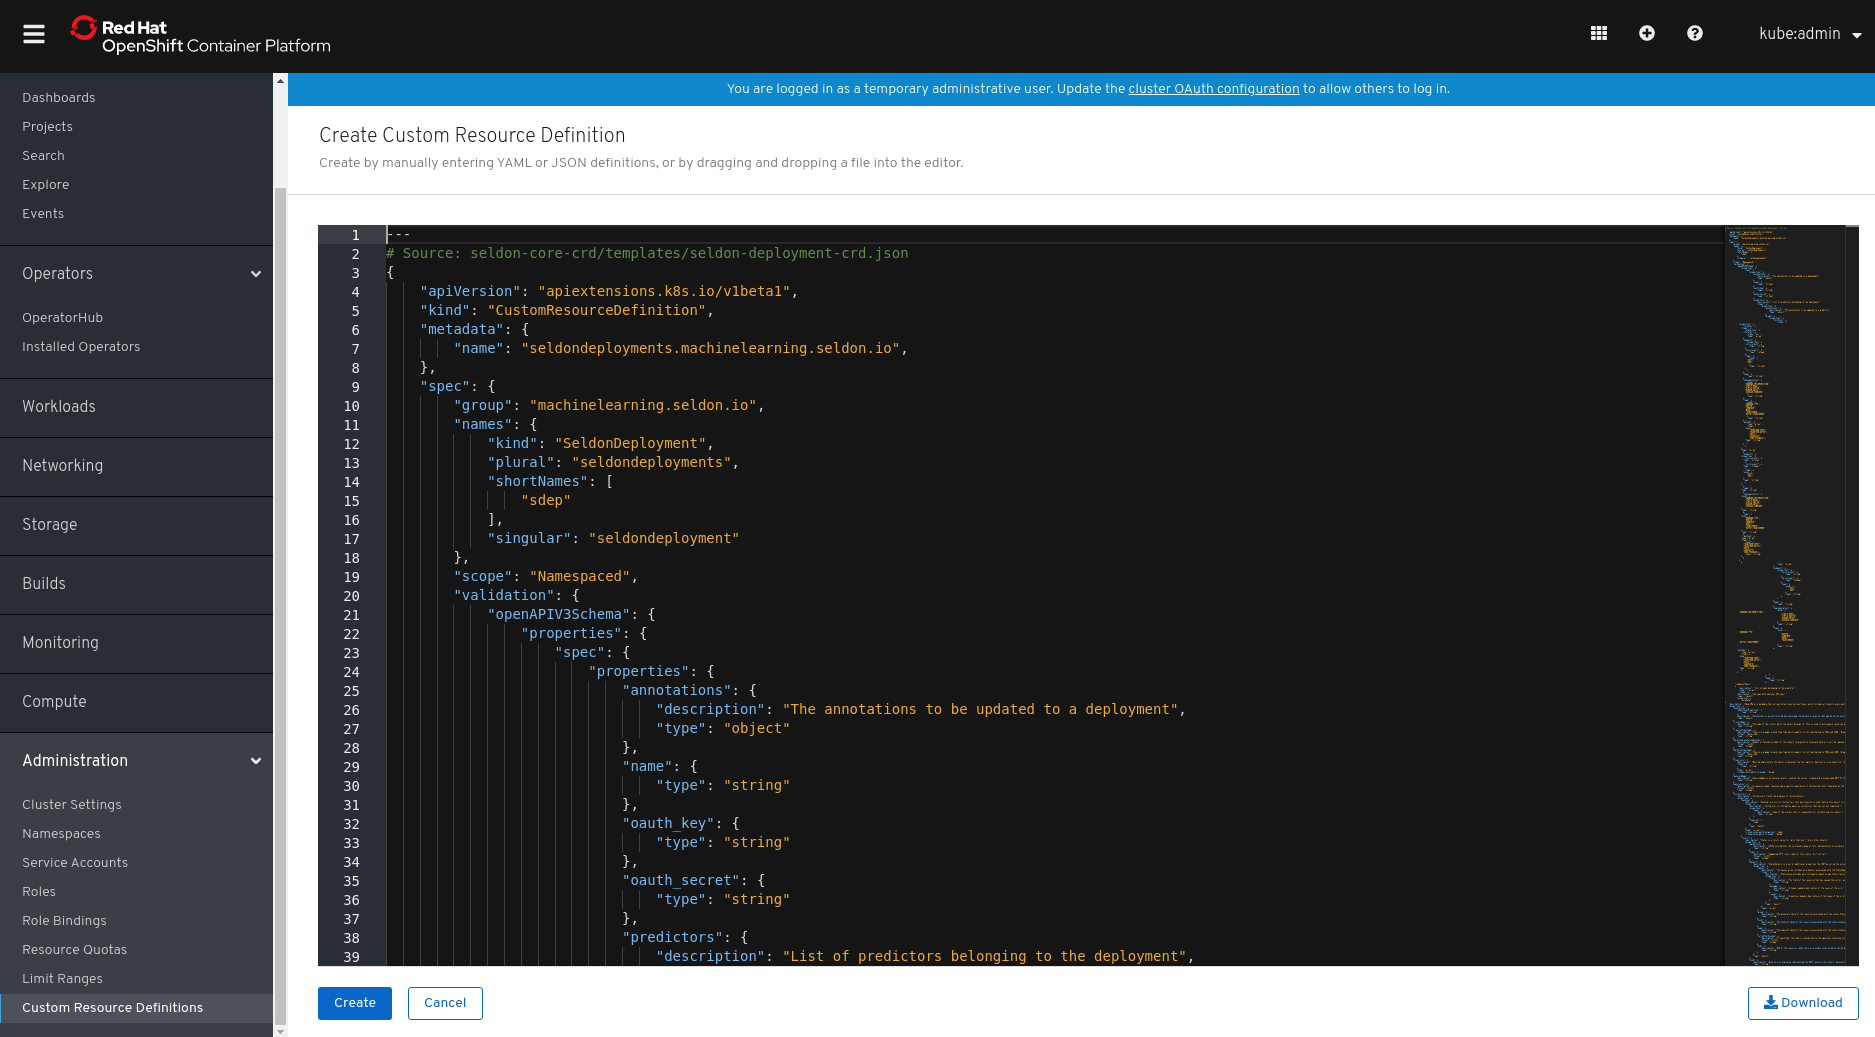 Red Hat
OpenShift Container Platform
kube:admin
You are logged in as a temporary administrative user. Update the cluster OAuth configuration to allow others to log in.
Dashboards
Projects
Search
Explore
Events
Operators
OperatorHub
Installed Operators
Workloads
Networking
Storage
Builds
Monitoring
Compute
Administration
Cluster Settings
Namespaces
Service Accounts
Roles
Role Bindings
Resource Quotas
Limit Ranges
Custom Resource Definitions
Create Custom Resource Definition
Create by manually entering YAML or JSON definitions, or by dragging and dropping a file into the editor.
1 ---
2 # Source: seldon-core-crd/templates/seldon-deployment-crd.json
3 {
4 "apiVersion": "apiextensions.k8s.io/v1beta1",
5 "kind": "CustomResourceDefinition",
6 "metadata": {
7 "name": "seldondeployments.machinelearning.seldon.io",
8 },
9 "spec": {
10 "group": "machinelearning.seldon.io",
11 "names": {
12 "kind": "SeldonDeployment",
13 "plural": "seldondeployments",
14 "shortNames": [
15 "sdep"
16 ],
17 "singular": "seldondeployment"
18 },
19 "scope": "Namespaced",
20 "validation": {
21 "openAPIV3Schema": {
22 "properties": {
23 "spec": {
24 "properties": {
25 "annotations": {
26 "description": "The annotations to be updated to a deployment",
27 "type": "object"
28 },
29 "name": {
30 "type": "string"
31 },
32 "oauth_key": {
33 "type": "string"
34 },
35 "oauth_secret": {
36 "type": "string"
37 },
38 "predictors": {
39 "description": "List of predictors belonging to the deployment",
Create
Cancel
Download